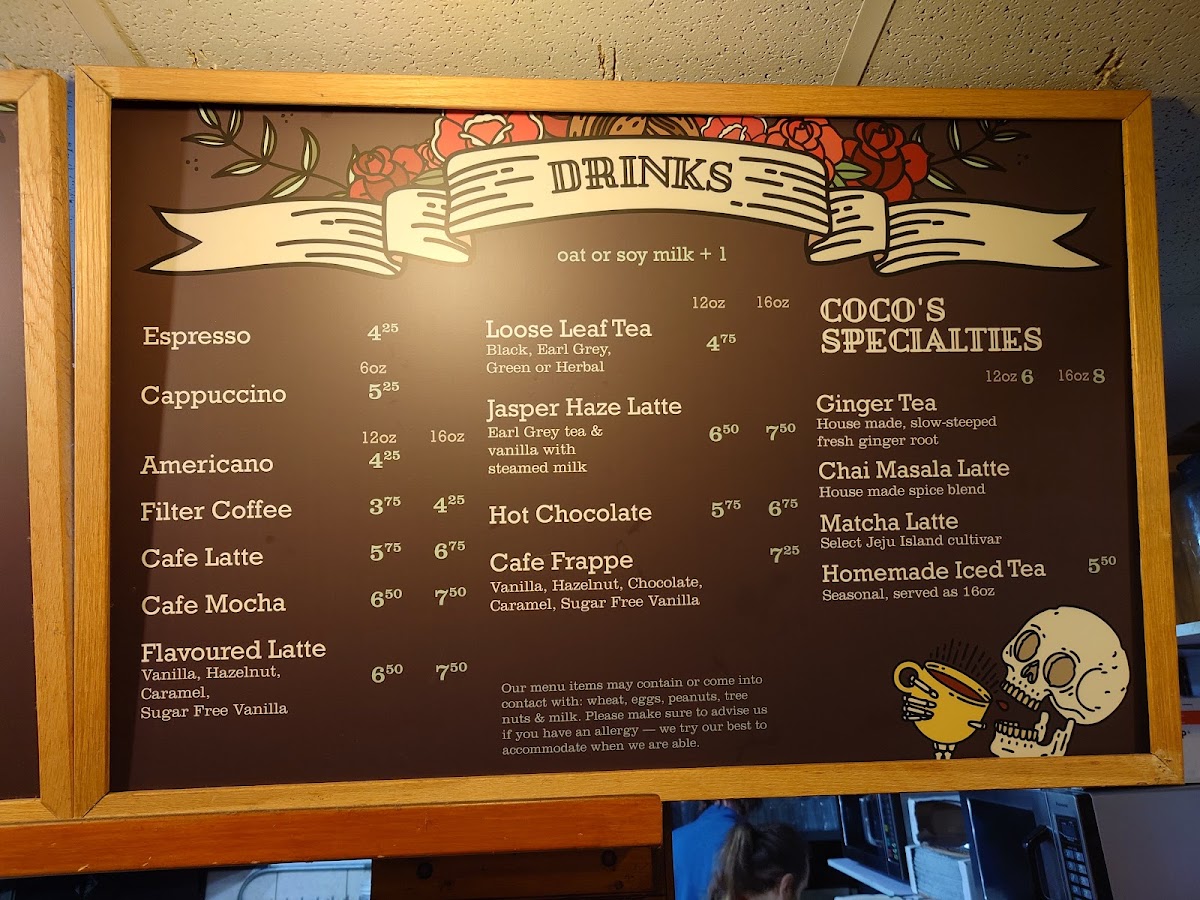 DRINKS
oat or soy milk + 1
Espresso 4²⁵
6oz
Cappuccino 5²⁵
12oz 16oz
Americano 4²⁵
Filter Coffee 3⁷⁵ 4²⁵
Cafe Latte 5⁷⁵ 6⁷⁵
Cafe Mocha 6⁵⁰ 7⁵⁰
Flavoured Latte
Vanilla, Hazelnut, 6⁵⁰ 7⁵⁰
Caramel,
Sugar Free Vanilla
12oz 16oz
Loose Leaf Tea 4⁷⁵
Black, Earl Grey,
Green or Herbal
Jasper Haze Latte
Earl Grey tea & 6⁵⁰ 7⁵⁰
vanilla with
steamed milk
Hot Chocolate 5⁷⁵ 6⁷⁵
Cafe Frappe 7²⁵
Vanilla, Hazelnut, Chocolate,
Caramel, Sugar Free Vanilla
Our menu items may contain or come into
contact with: wheat, eggs, peanuts, tree
nuts & milk. Please make sure to advise us
if you have an allergy — we try our best to
accommodate when we are able.
COCO'S
SPECIALTIES
12oz 6 16oz 8
Ginger Tea
House made, slow-steeped
fresh ginger root
Chai Masala Latte
House made spice blend
Matcha Latte
Select Jeju Island cultivar
Homemade Iced Tea 5⁵⁰
Seasonal, served as 16oz